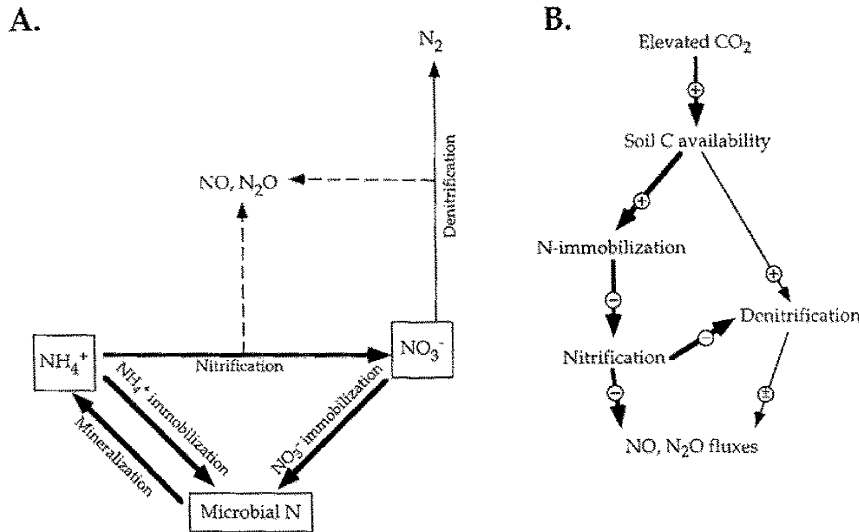 A.
N₂
Denitrification
NO, N₂O
NH₄⁺
Nitrification
NO₃⁻
NH₄⁺ immobilization
NO₃⁻ immobilization
Mineralization
Microbial N
B.
Elevated CO₂
+
Soil C availability
+
N-immobilization
+
−
Denitrification
Nitrification
−
−
±
NO, N₂O fluxes